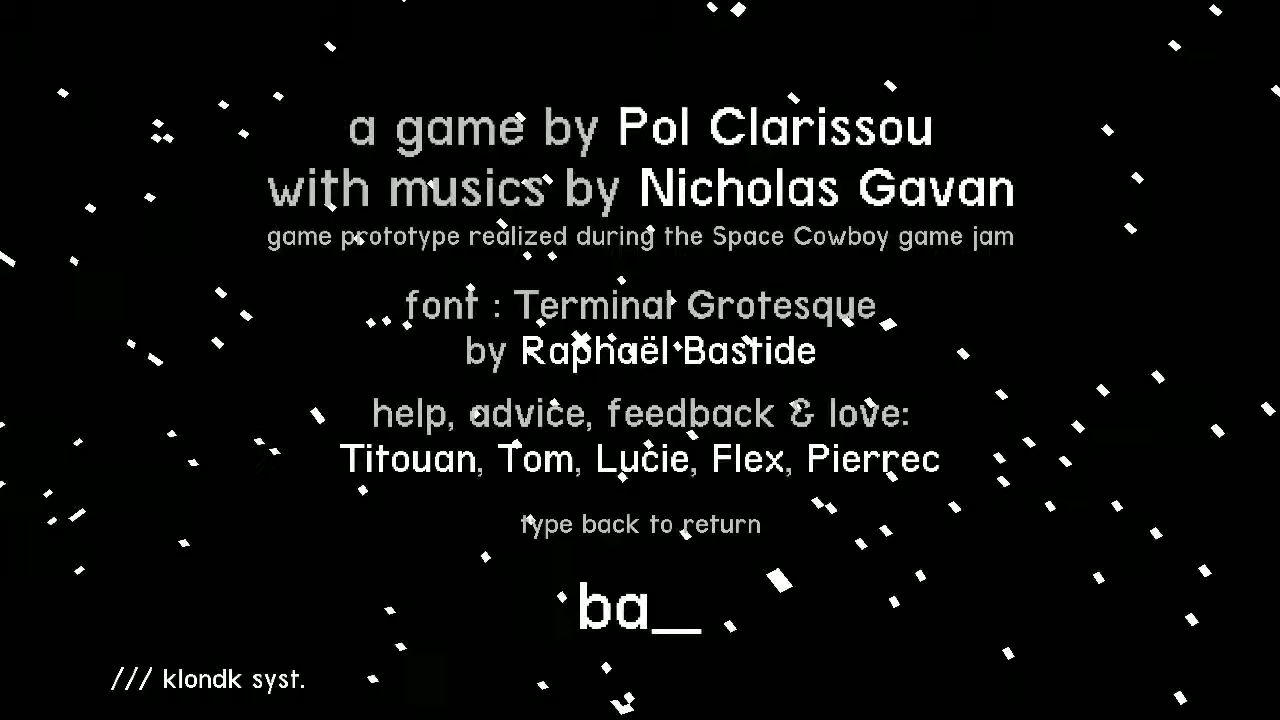 a game by Pol Clarissou
with musics by Nicholas Gavan
game prototype realized during the Space Cowboy game jam
font : Terminal Grotesque
by Raphaël Bastide
help, advice, feedback & love:
Titouan, Tom, Lucie, Flex, Pierrec
type back to return
ba_
/// klondk syst.